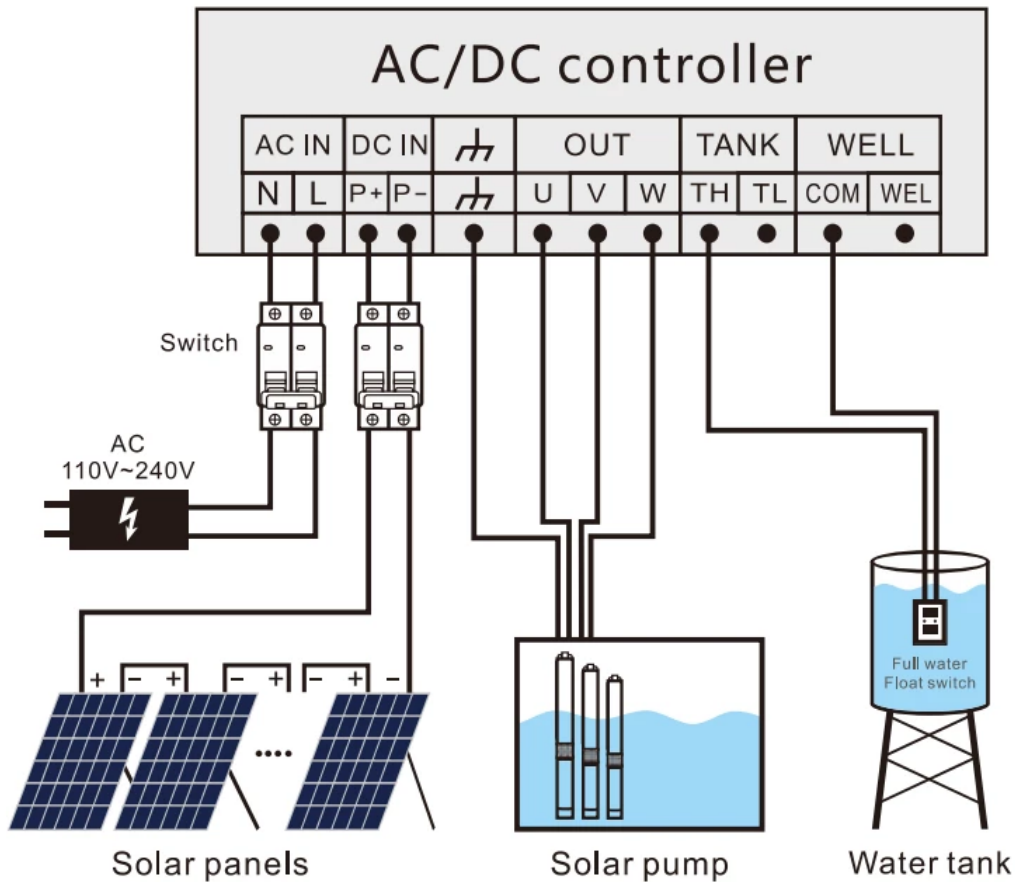 AC/DC controller
AC IN DC IN OUT TANK WELL
N L P+ P- U V W TH TL COM WEL
Switch
AC
110V~240V
+ - + - + - + -
Full water
Float switch
Solar panels Solar pump Water tank